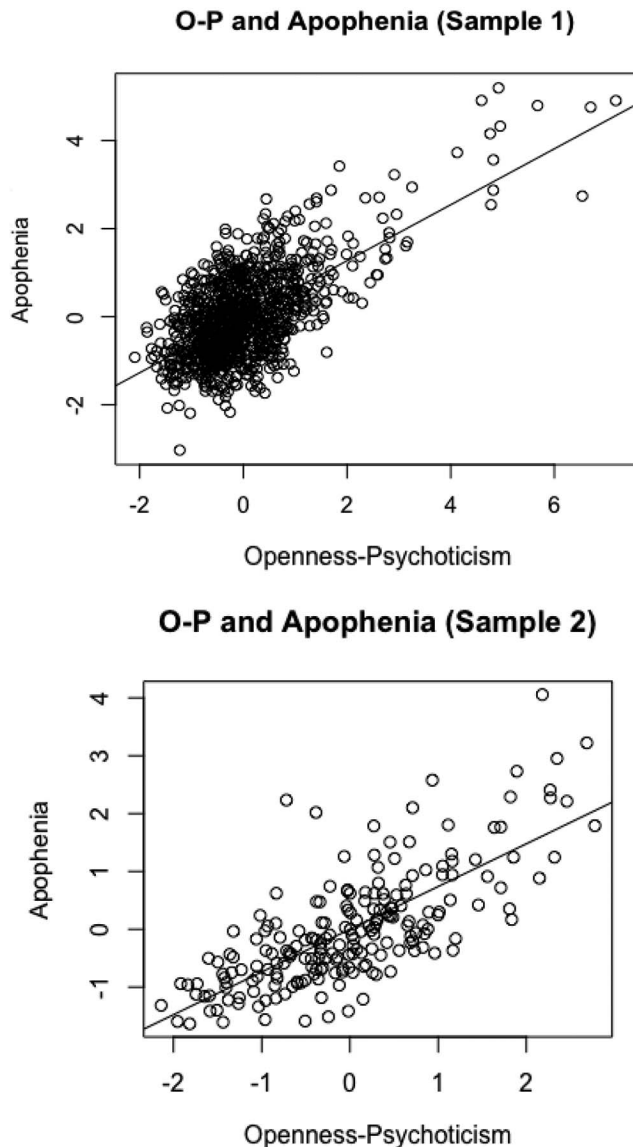 O-P and Apophenia (Sample 1)
Apophenia
4
2
0
-2
-2 0 2 4 6
Openness-Psychoticism
O-P and Apophenia (Sample 2)
Apophenia
4
3
2
1
0
-1
-2 -1 0 1 2
Openness-Psychoticism